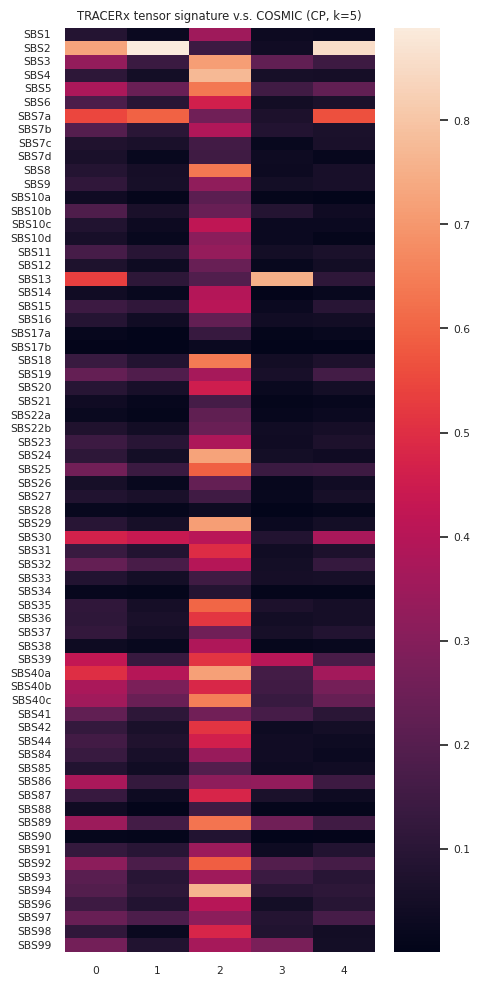 TRACERx tensor signature v.s. COSMIC (CP, k=5)
SBS1
SBS2
SBS3
SBS4
SBS5
SBS6
SBS7a
SBS7b
SBS7c
SBS7d
SBS8
SBS9
SBS10a
SBS10b
SBS10c
SBS10d
SBS11
SBS12
SBS13
SBS14
SBS15
SBS16
SBS17a
SBS17b
SBS18
SBS19
SBS20
SBS21
SBS22a
SBS22b
SBS23
SBS24
SBS25
SBS26
SBS27
SBS28
SBS29
SBS30
SBS31
SBS32
SBS33
SBS34
SBS35
SBS36
SBS37
SBS38
SBS39
SBS40a
SBS40b
SBS40c
SBS41
SBS42
SBS44
SBS84
SBS85
SBS86
SBS87
SBS88
SBS89
SBS90
SBS91
SBS92
SBS93
SBS94
SBS96
SBS97
SBS98
SBS99
0 1 2 3 4
0.8
0.7
0.6
0.5
0.4
0.3
0.2
0.1